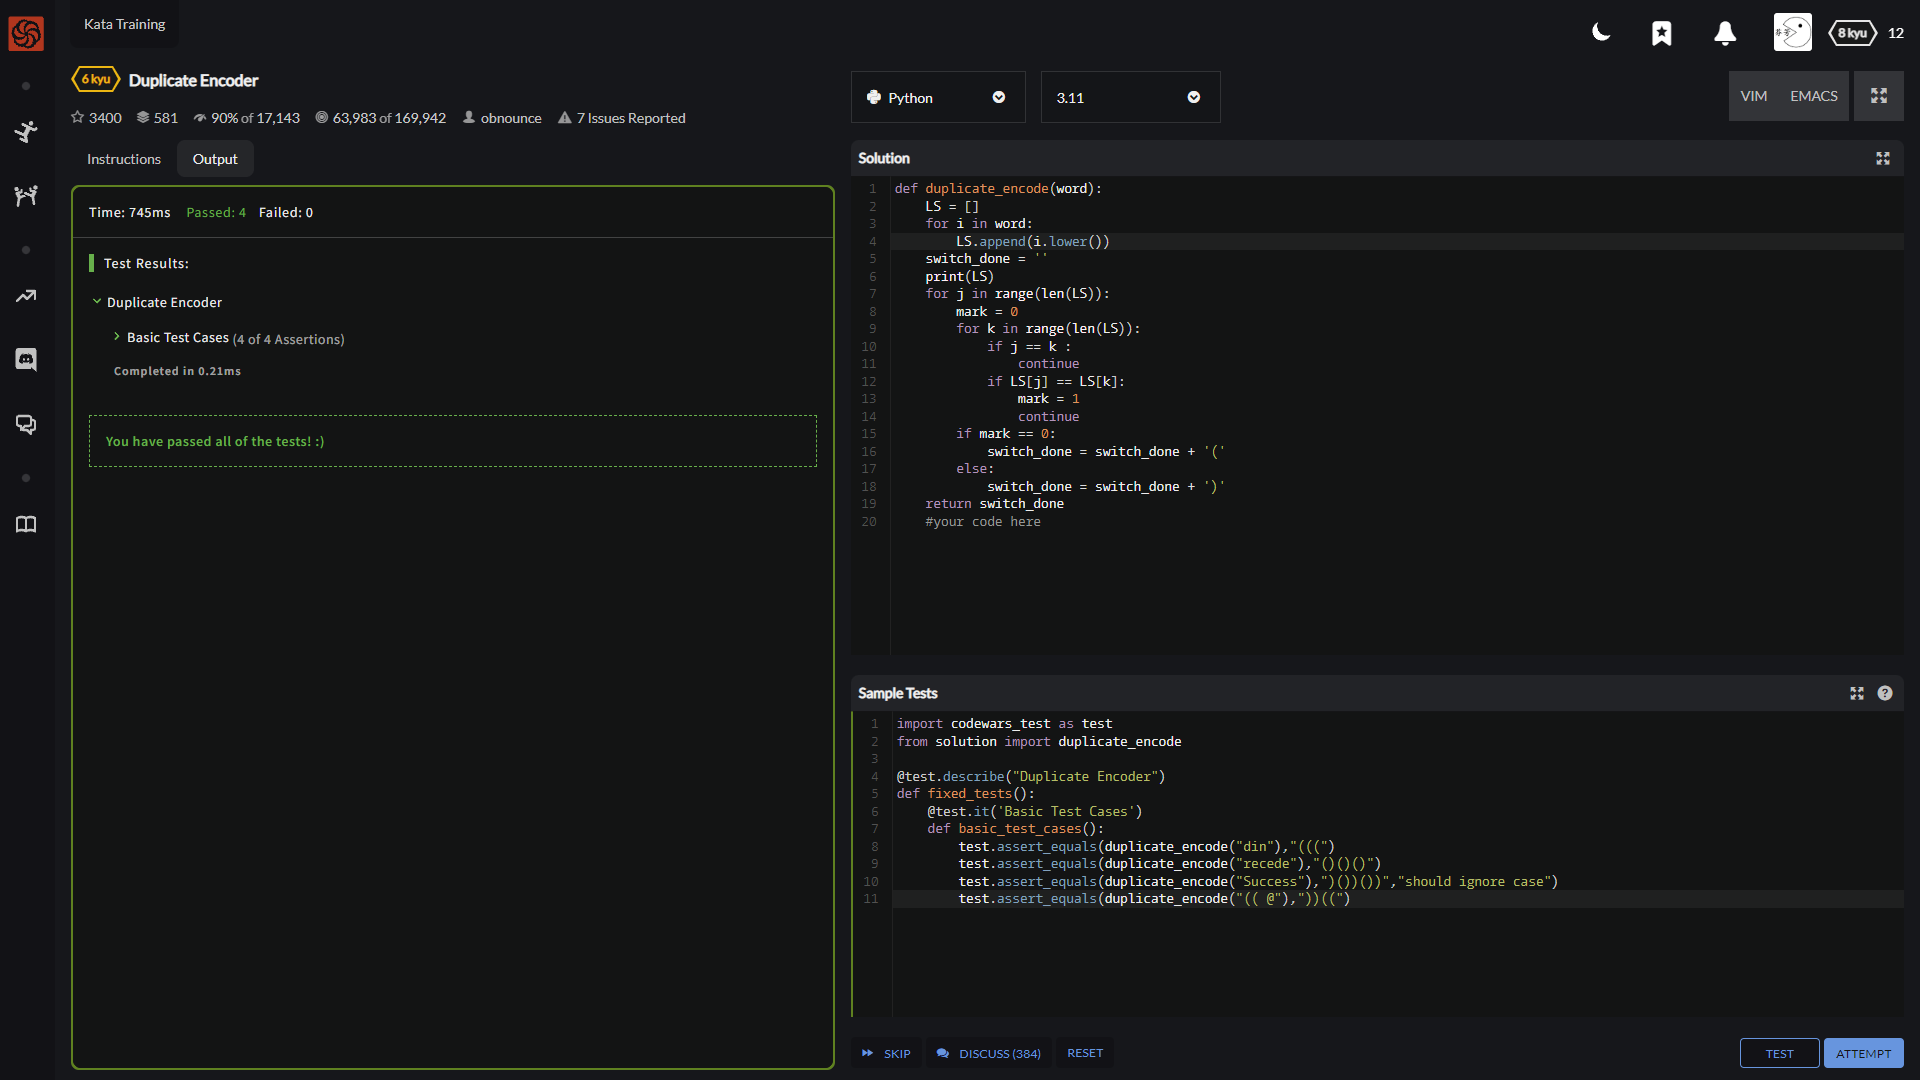 Kata Training
8 kyu 12
6 kyu Duplicate Encoder
3400 581 90% of 17,143 63,983 of 169,942 obnounce 7 Issues Reported
Instructions Output
Time: 745ms Passed: 4 Failed: 0
Test Results:
Duplicate Encoder
Basic Test Cases (4 of 4 Assertions)
Completed in 0.21ms
You have passed all of the tests! :)
Python 3.11 VIM EMACS
Solution
1 def duplicate_encode(word):
2     LS = []
3     for i in word:
4         LS.append(i.lower())
5     switch_done = ''
6     print(LS)
7     for j in range(len(LS)):
8         mark = 0
9         for k in range(len(LS)):
10             if j == k :
11                 continue
12             if LS[j] == LS[k]:
13                 mark = 1
14                 continue
15         if mark == 0:
16             switch_done = switch_done + '('
17         else:
18             switch_done = switch_done + ')'
19     return switch_done
20     #your code here
Sample Tests
1 import codewars_test as test
2 from solution import duplicate_encode
3
4 @test.describe("Duplicate Encoder")
5 def fixed_tests():
6     @test.it('Basic Test Cases')
7     def basic_test_cases():
8         test.assert_equals(duplicate_encode("din"),"(((")
9         test.assert_equals(duplicate_encode("recede"),"()()()")
10         test.assert_equals(duplicate_encode("Success"),")())())","should ignore case")
11         test.assert_equals(duplicate_encode("(( @"),"))((")
SKIP DISCUSS (384) RESET TEST ATTEMPT